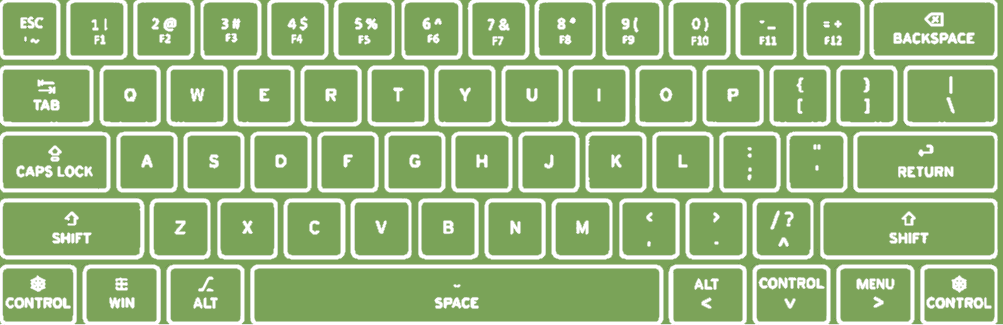 ESC 1 | 2 @ 3 # 4 $ 5 % 6 ^ 7 & 8 * 9 ( 0 ) - _ = + BACKSPACE
` ~ F1 F2 F3 F4 F5 F6 F7 F8 F9 F10 F11 F12
TAB Q W E R T Y U I O P { [ } ] | \
CAPS LOCK A S D F G H J K L : ; " ' RETURN
SHIFT Z X C V B N M < , > . / ? ^ SHIFT
CONTROL WIN ALT SPACE ALT < CONTROL v MENU > CONTROL